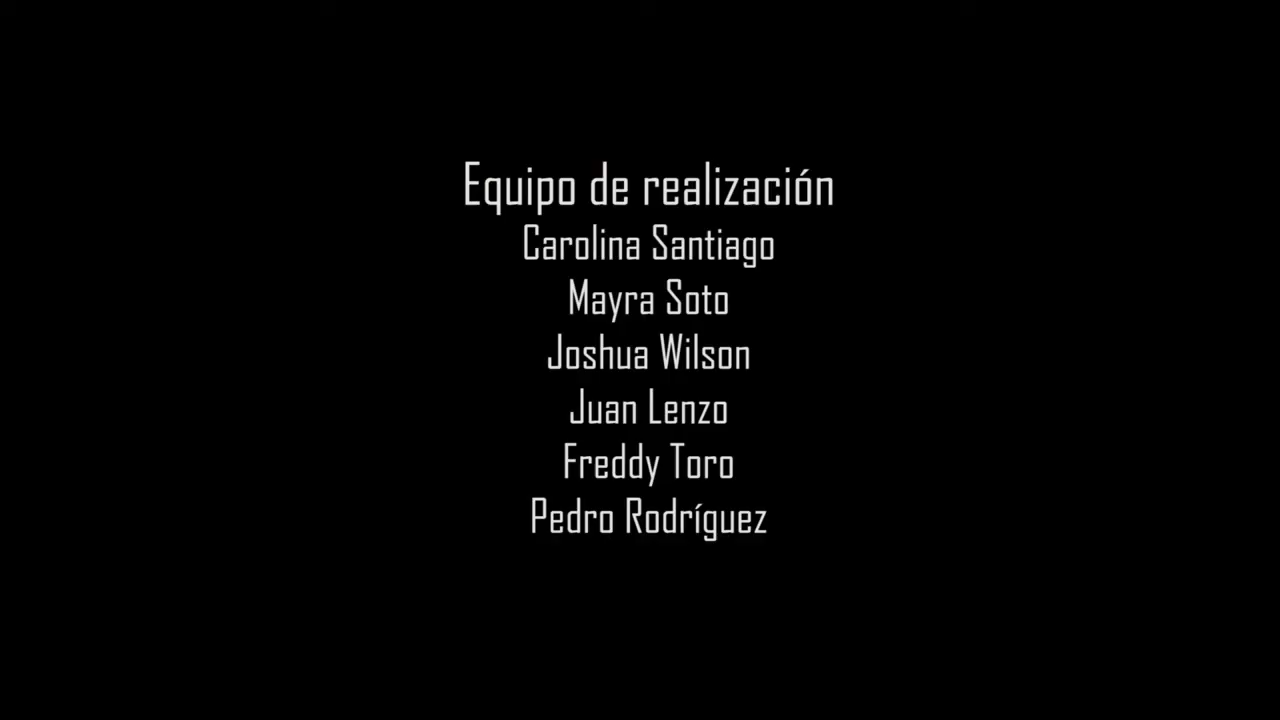 Equipo de realización
Carolina Santiago
Mayra Soto
Joshua Wilson
Juan Lenzo
Freddy Toro
Pedro Rodríguez